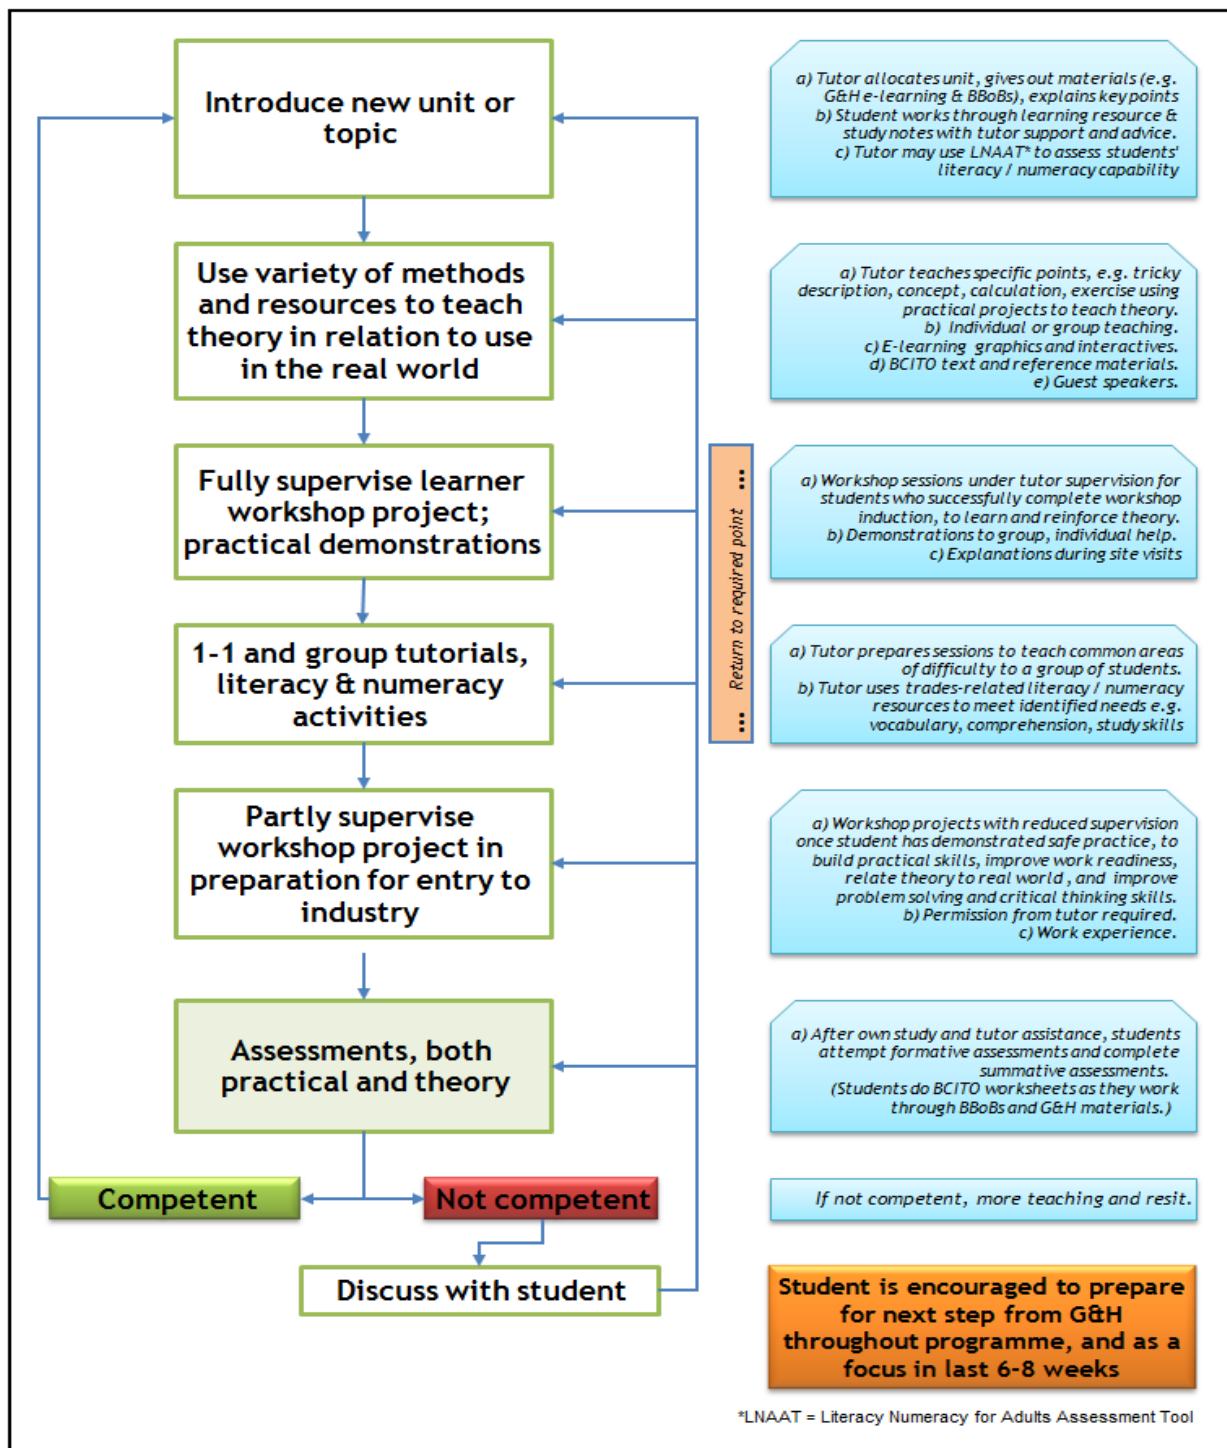 Introduce new unit or
topic
a) Tutor allocates unit, gives out materials (e.g.
G&H e-learning & BBoBs), explains key points
b) Student works through learning resource &
study notes with tutor support and advice.
c) Tutor may use LNAAT* to assess students'
literacy / numeracy capability
Use variety of methods
and resources to teach
theory in relation to use
in the real world
a) Tutor teaches specific points, e.g. tricky
description, concept, calculation, exercise using
practical projects to teach theory.
b) Individual or group teaching.
c) E-learning graphics and interactives.
d) BCITO text and reference materials.
e) Guest speakers.
Fully supervise learner
workshop project;
practical demonstrations
... Return to required point ...
a) Workshop sessions under tutor supervision for
students who successfully complete workshop
induction, to learn and reinforce theory.
b) Demonstrations to group, individual help.
c) Explanations during site visits
1-1 and group tutorials,
literacy & numeracy
activities
a) Tutor prepares sessions to teach common areas
of difficulty to a group of students.
b) Tutor uses trades-related literacy / numeracy
resources to meet identified needs e.g.
vocabulary, comprehension, study skills
Partly supervise
workshop project in
preparation for entry to
industry
a) Workshop projects with reduced supervision
once student has demonstrated safe practice, to
build practical skills, improve work readiness,
relate theory to real world , and improve
problem solving and critical thinking skills.
b) Permission from tutor required.
c) Work experience.
Assessments, both
practical and theory
a) After own study and tutor assistance, students
attempt formative assessments and complete
summative assessments.
(Students do BCITO worksheets as they work
through BBoBs and G&H materials.)
Competent
Not competent
If not competent, more teaching and resit.
Discuss with student
Student is encouraged to prepare
for next step from G&H
throughout programme, and as a
focus in last 6-8 weeks
*LNAAT = Literacy Numeracy for Adults Assessment Tool